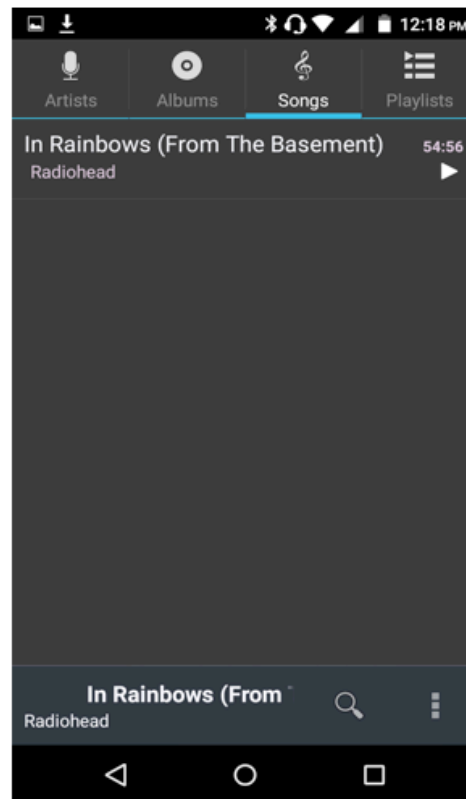 12:18 PM
Artists Albums Songs Playlists
In Rainbows (From The Basement) 54:56
Radiohead
In Rainbows (From
Radiohead